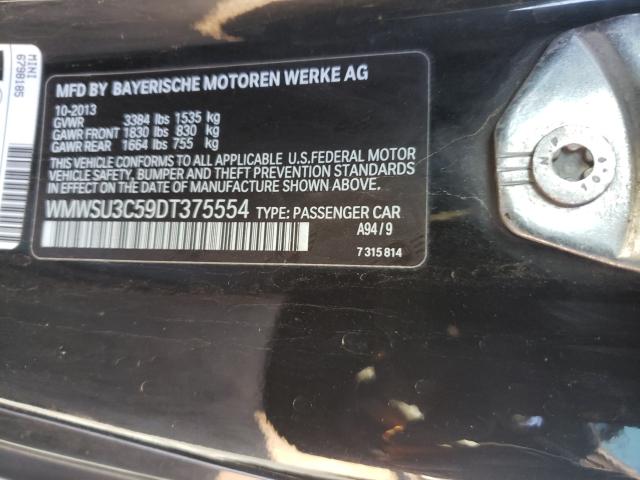 MFD BY BAYERISCHE MOTOREN WERKE AG
10-2013
GVWR 3384 lbs 1535 kg
GAWR FRONT 1830 lbs 830 kg
GAWR REAR 1664 lbs 755 kg
THIS VEHICLE CONFORMS TO ALL APPLICABLE U.S.FEDERAL MOTOR
VEHICLE SAFETY, BUMPER, AND THEFT PREVENTION STANDARDS
IN EFFECT ON THE DATE OF MANUFACTURE SHOWN ABOVE.
WMWSU3C59DT375554 TYPE: PASSENGER CAR
A94/9
7 315 814
MINI
6798185